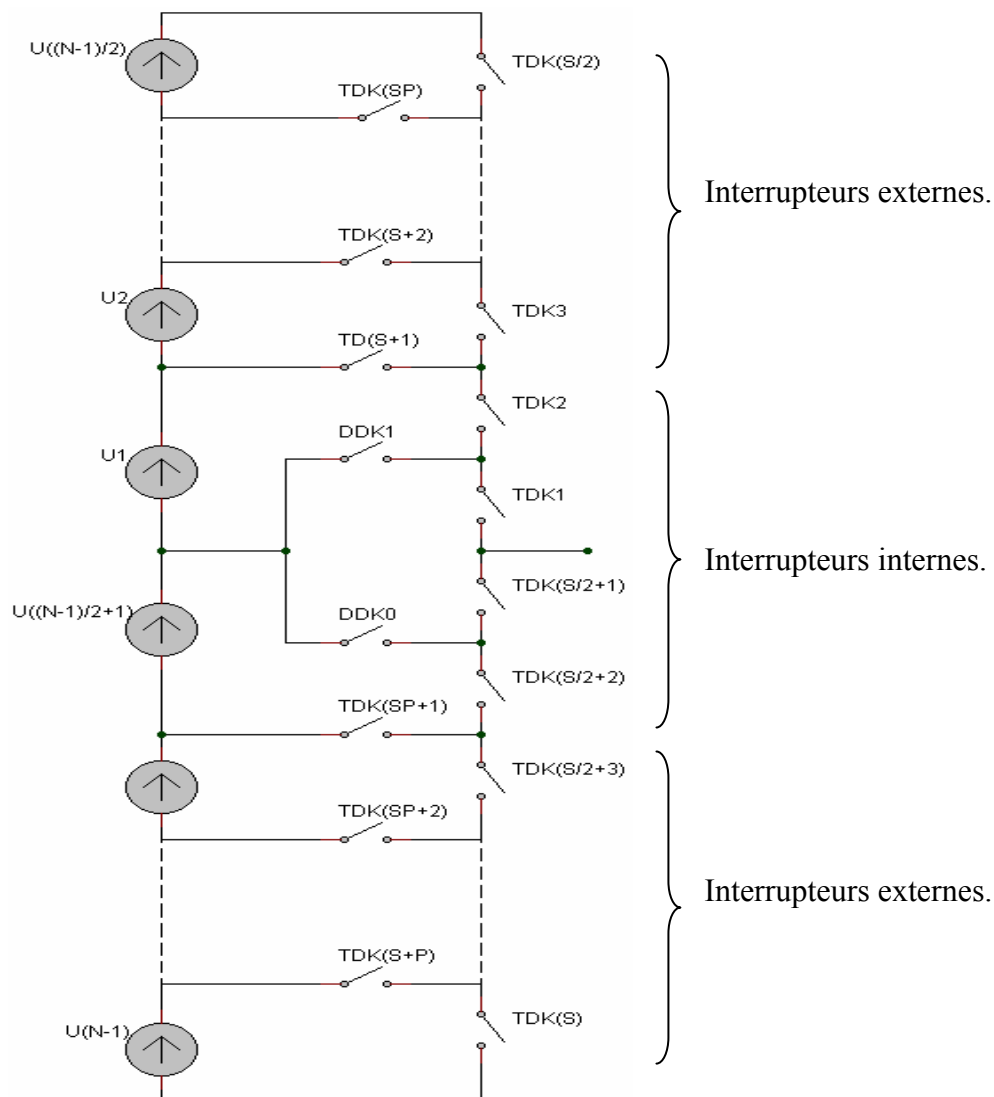 U((N-1)/2)
TDK(S/2)
TDK(SP)
Interrupteurs externes.
TDK(S+2)
U2
TDK3
TD(S+1)
TDK2
DDK1
U1
TDK1
Interrupteurs internes.
TDK(S/2+1)
U((N-1)/2+1)
DDK0
TDK(S/2+2)
TDK(SP+1)
TDK(S/2+3)
TDK(SP+2)
Interrupteurs externes.
TDK(S+P)
TDK(S)
U(N-1)